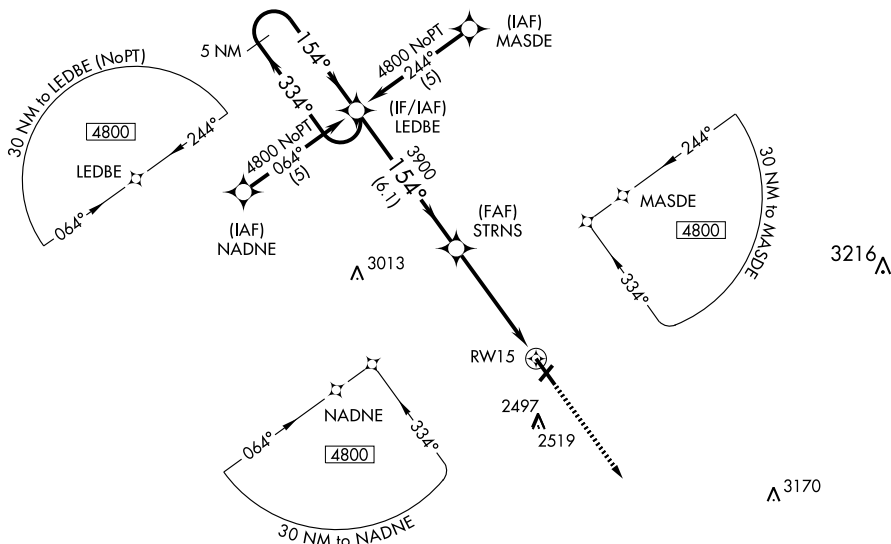 (IAF)
MASDE
5 NM
154°
334°
4800 NoPT
244°
(5)
(IF/IAF)
LEDBE
30 NM to LEDBE (NoPT)
4800
244°
LEDBE
064°
4800 NoPT
064°
(5)
(IAF)
NADNE
3900
154°
(6.1)
(FAF)
STRNS
244°
MASDE
4800
334°
30 NM to MASDE
3013
3216
RW15
2497
2519
NADNE
064°
334°
4800
30 NM to NADNE
3170